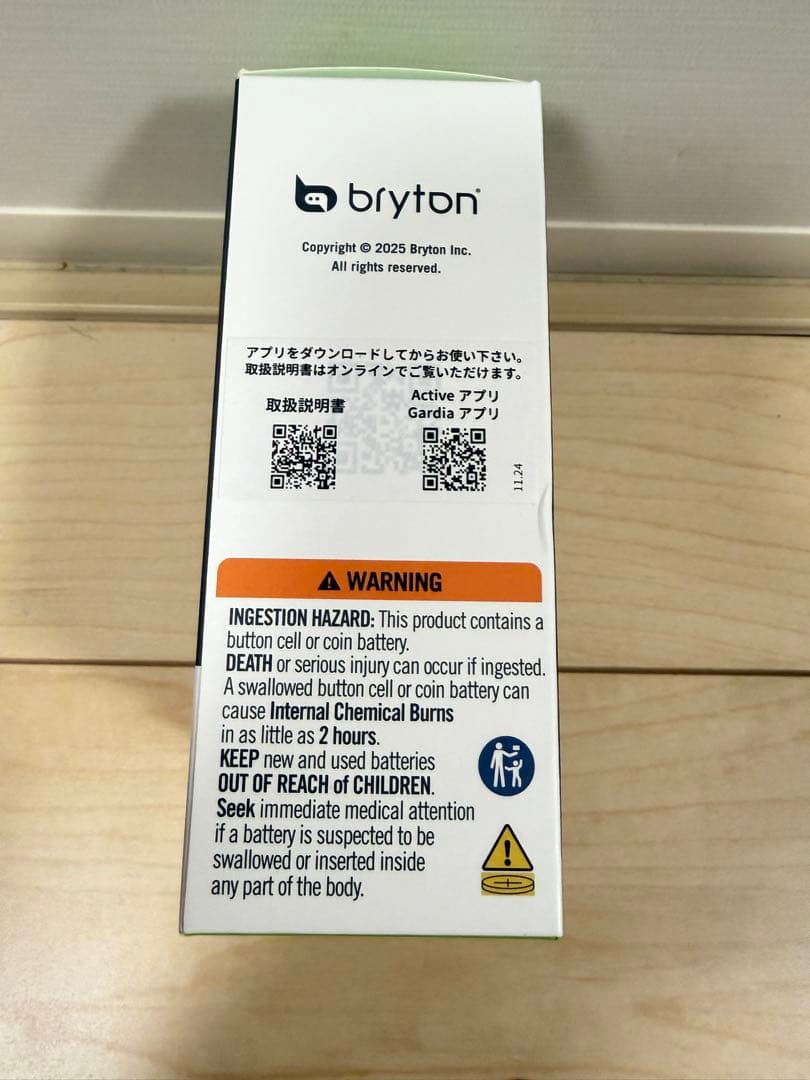 bryton
Copyright © 2025 Bryton Inc.
All rights reserved.
アプリをダウンロードしてからお使い下さい。
取扱説明書はオンラインでご覧いただけます。
取扱説明書
Active アプリ
Gardia アプリ
11.24
WARNING
INGESTION HAZARD: This product contains a
button cell or coin battery.
DEATH or serious injury can occur if ingested.
A swallowed button cell or coin battery can
cause Internal Chemical Burns
in as little as 2 hours.
KEEP new and used batteries
OUT OF REACH of CHILDREN.
Seek immediate medical attention
if a battery is suspected to be
swallowed or inserted inside
any part of the body.